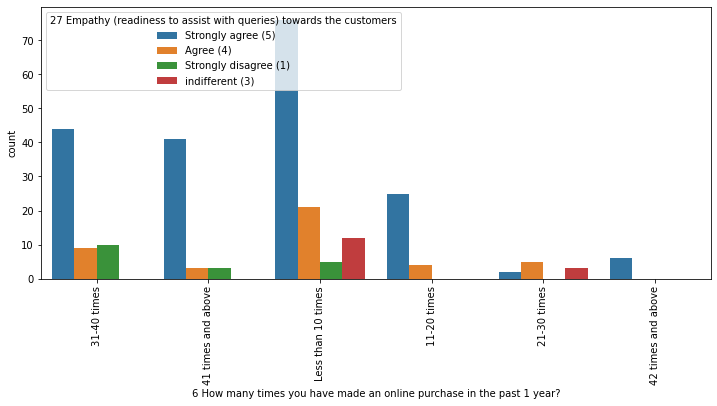 27 Empathy (readiness to assist with queries) towards the customers
Strongly agree (5)
Agree (4)
Strongly disagree (1)
indifferent (3)
count
70
60
50
40
30
20
10
0
31-40 times
41 times and above
Less than 10 times
11-20 times
21-30 times
42 times and above
6 How many times you have made an online purchase in the past 1 year?